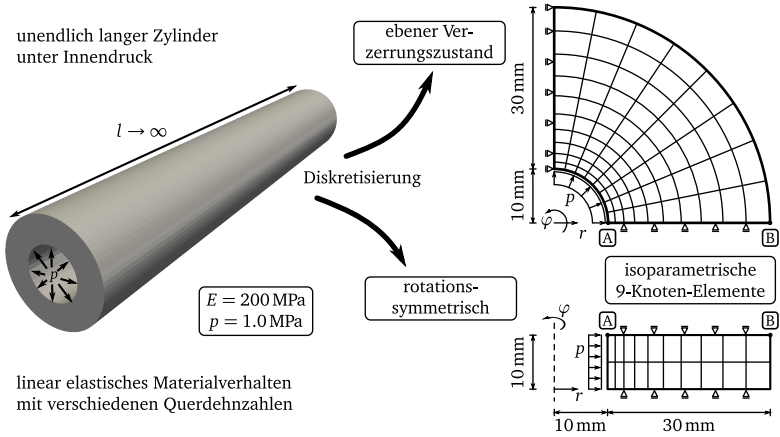 unendlich langer Zylinder
unter Innendruck
l → ∞
p
E = 200 MPa
p = 1.0 MPa
linear elastisches Materialverhalten
mit verschiedenen Querdehnzahlen
Diskretisierung
ebener Ver-
zerrungszustand
rotations-
symmetrisch
30 mm
10 mm
φ
r
p
A
B
isoparametrische
9-Knoten-Elemente
φ
A
B
p
10 mm
r
10 mm
30 mm